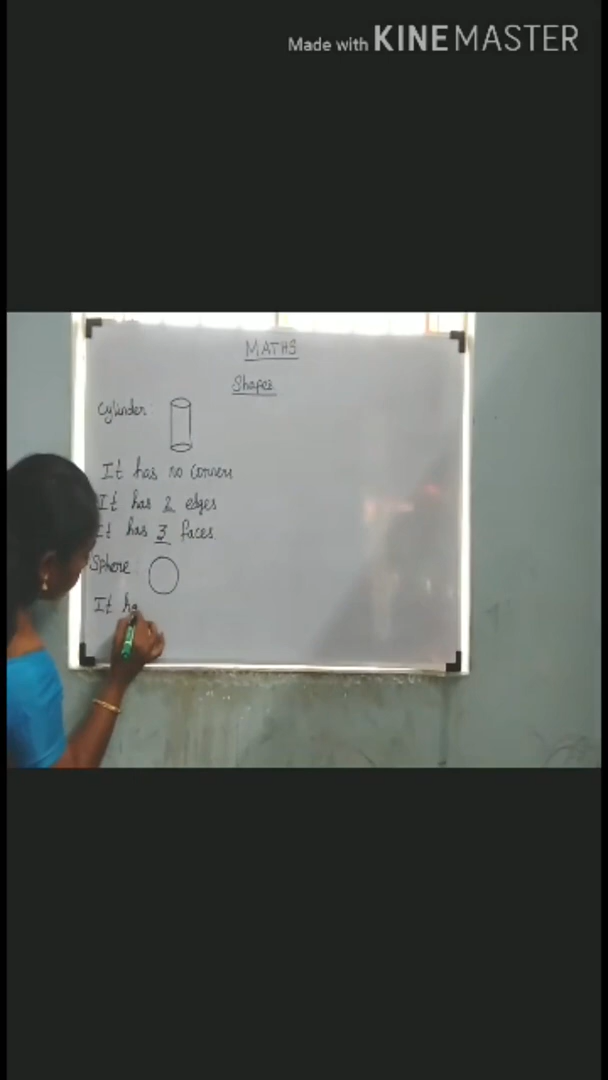 Made with KINEMASTER
MATHS
Shapes
Cylinder:
It has no corners
It has 2 edges
It has 3 faces
Sphere:
It ha